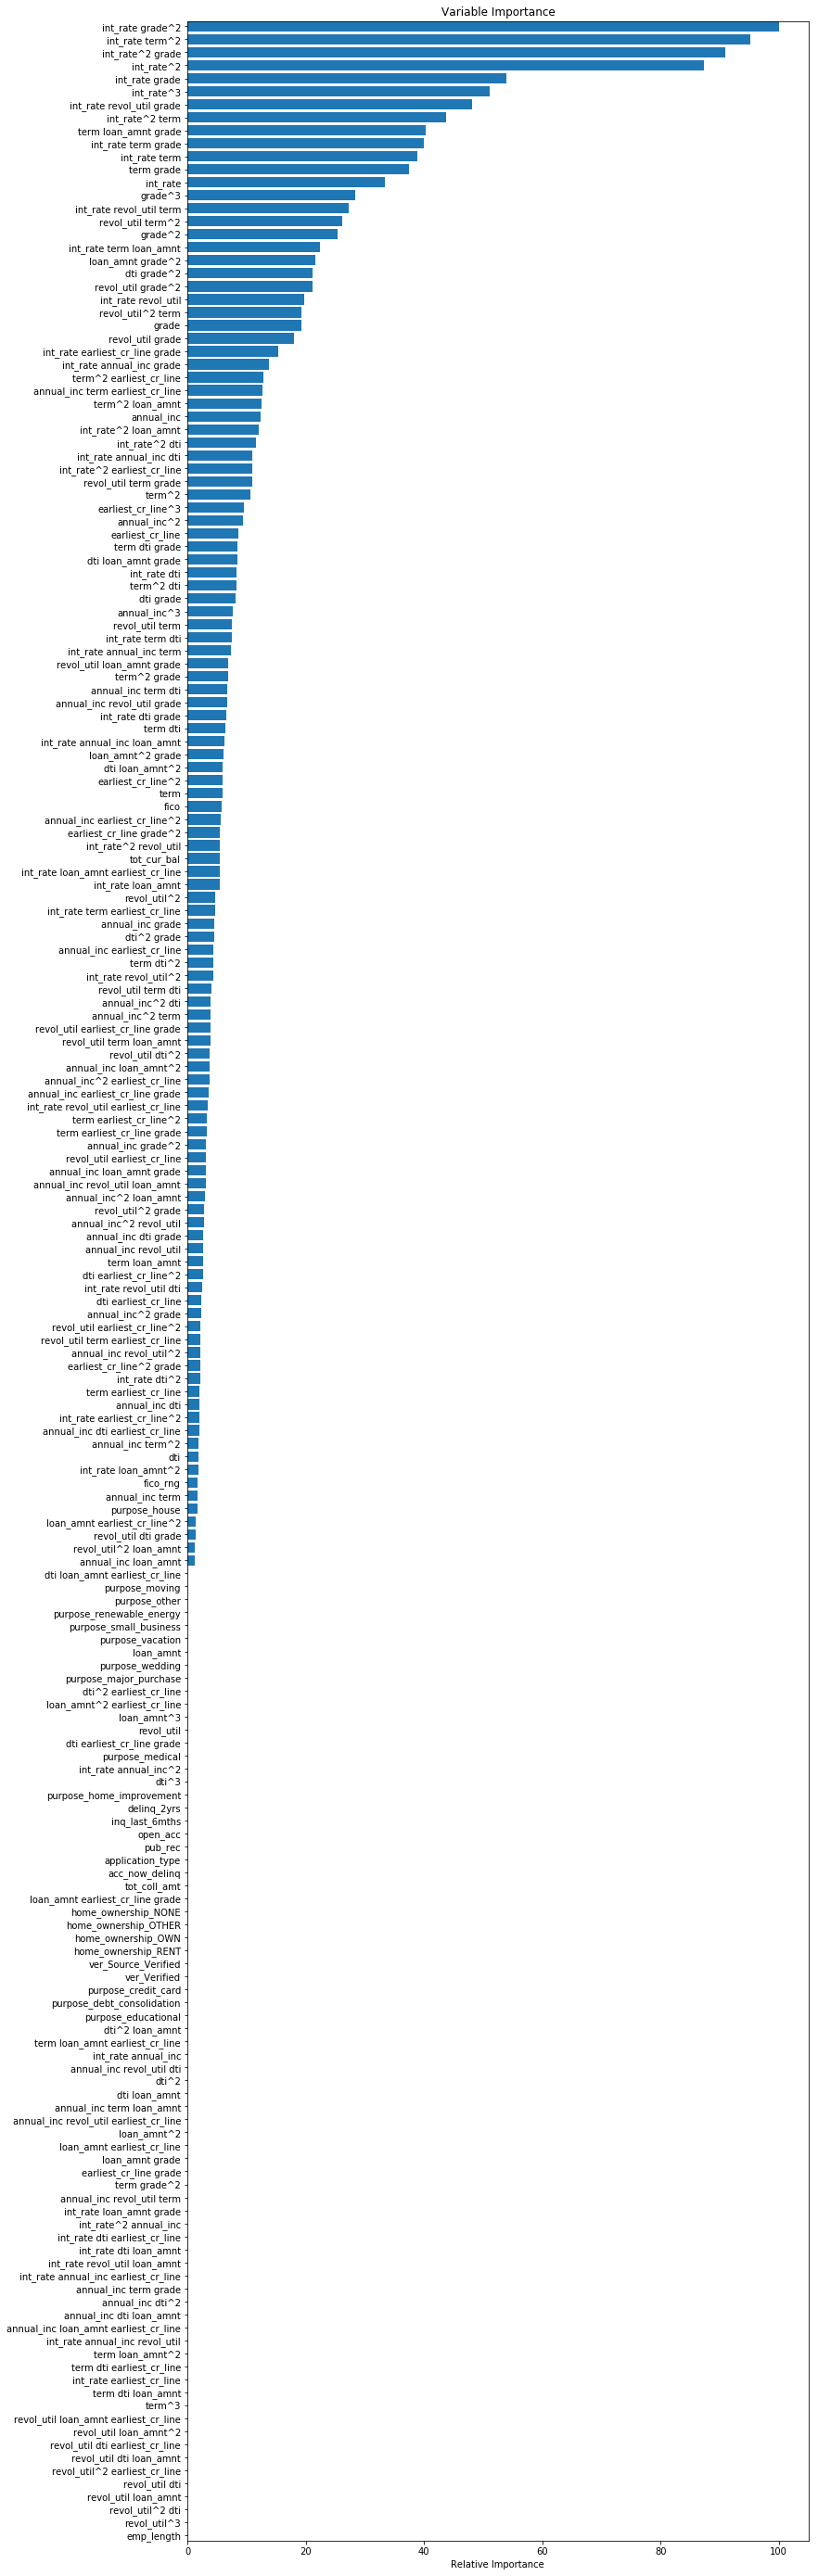 Variable Importance
int_rate grade^2
int_rate term^2
int_rate^2 grade
int_rate^2
int_rate grade
int_rate^3
int_rate revol_util grade
int_rate^2 term
term loan_amnt grade
int_rate term grade
int_rate term
term grade
int_rate
grade^3
int_rate revol_util term
revol_util term^2
grade^2
int_rate term loan_amnt
loan_amnt grade^2
dti grade^2
revol_util grade^2
int_rate revol_util
revol_util^2 term
grade
revol_util grade
int_rate earliest_cr_line grade
int_rate annual_inc grade
term^2 earliest_cr_line
annual_inc term earliest_cr_line
term^2 loan_amnt
annual_inc
int_rate^2 loan_amnt
int_rate^2 dti
int_rate annual_inc dti
int_rate^2 earliest_cr_line
revol_util term grade
term^2
earliest_cr_line^3
annual_inc^2
earliest_cr_line
term dti grade
dti loan_amnt grade
int_rate dti
term^2 dti
dti grade
annual_inc^3
revol_util term
int_rate term dti
int_rate annual_inc term
revol_util loan_amnt grade
term^2 grade
annual_inc term dti
annual_inc revol_util grade
int_rate dti grade
term dti
int_rate annual_inc loan_amnt
loan_amnt^2 grade
dti loan_amnt^2
earliest_cr_line^2
term
fico
annual_inc earliest_cr_line^2
earliest_cr_line grade^2
int_rate^2 revol_util
tot_cur_bal
int_rate loan_amnt earliest_cr_line
int_rate loan_amnt
revol_util^2
int_rate term earliest_cr_line
annual_inc grade
dti^2 grade
annual_inc earliest_cr_line
term dti^2
int_rate revol_util^2
revol_util term dti
annual_inc^2 dti
annual_inc^2 term
revol_util earliest_cr_line grade
revol_util term loan_amnt
revol_util dti^2
annual_inc loan_amnt^2
annual_inc^2 earliest_cr_line
annual_inc earliest_cr_line grade
int_rate revol_util earliest_cr_line
term earliest_cr_line^2
term earliest_cr_line grade
annual_inc grade^2
revol_util earliest_cr_line
annual_inc loan_amnt grade
annual_inc revol_util loan_amnt
annual_inc^2 loan_amnt
revol_util^2 grade
annual_inc^2 revol_util
annual_inc dti grade
annual_inc revol_util
term loan_amnt
dti earliest_cr_line^2
int_rate revol_util dti
dti earliest_cr_line
annual_inc^2 grade
revol_util earliest_cr_line^2
revol_util term earliest_cr_line
annual_inc revol_util^2
earliest_cr_line^2 grade
int_rate dti^2
term earliest_cr_line
annual_inc dti
int_rate earliest_cr_line^2
annual_inc dti earliest_cr_line
annual_inc term^2
dti
int_rate loan_amnt^2
fico_rng
annual_inc term
purpose_house
loan_amnt earliest_cr_line^2
revol_util dti grade
revol_util^2 loan_amnt
annual_inc loan_amnt
dti loan_amnt earliest_cr_line
purpose_moving
purpose_other
purpose_renewable_energy
purpose_small_business
purpose_vacation
loan_amnt
purpose_wedding
purpose_major_purchase
dti^2 earliest_cr_line
loan_amnt^2 earliest_cr_line
loan_amnt^3
revol_util
dti earliest_cr_line grade
purpose_medical
int_rate annual_inc^2
dti^3
purpose_home_improvement
delinq_2yrs
inq_last_6mths
open_acc
pub_rec
application_type
acc_now_delinq
tot_coll_amt
loan_amnt earliest_cr_line grade
home_ownership_NONE
home_ownership_OTHER
home_ownership_OWN
home_ownership_RENT
ver_Source_Verified
ver_Verified
purpose_credit_card
purpose_debt_consolidation
purpose_educational
dti^2 loan_amnt
term loan_amnt earliest_cr_line
int_rate annual_inc
annual_inc revol_util dti
dti^2
dti loan_amnt
annual_inc term loan_amnt
annual_inc revol_util earliest_cr_line
loan_amnt^2
loan_amnt earliest_cr_line
loan_amnt grade
earliest_cr_line grade
term grade^2
annual_inc revol_util term
int_rate loan_amnt grade
int_rate^2 annual_inc
int_rate dti earliest_cr_line
int_rate dti loan_amnt
int_rate revol_util loan_amnt
int_rate annual_inc earliest_cr_line
annual_inc term grade
annual_inc dti^2
annual_inc dti loan_amnt
annual_inc loan_amnt earliest_cr_line
int_rate annual_inc revol_util
term loan_amnt^2
term dti earliest_cr_line
int_rate earliest_cr_line
term dti loan_amnt
term^3
revol_util loan_amnt earliest_cr_line
revol_util loan_amnt^2
revol_util dti earliest_cr_line
revol_util dti loan_amnt
revol_util^2 earliest_cr_line
revol_util dti
revol_util loan_amnt
revol_util^2 dti
revol_util^3
emp_length
0 20 40 60 80 100
Relative Importance